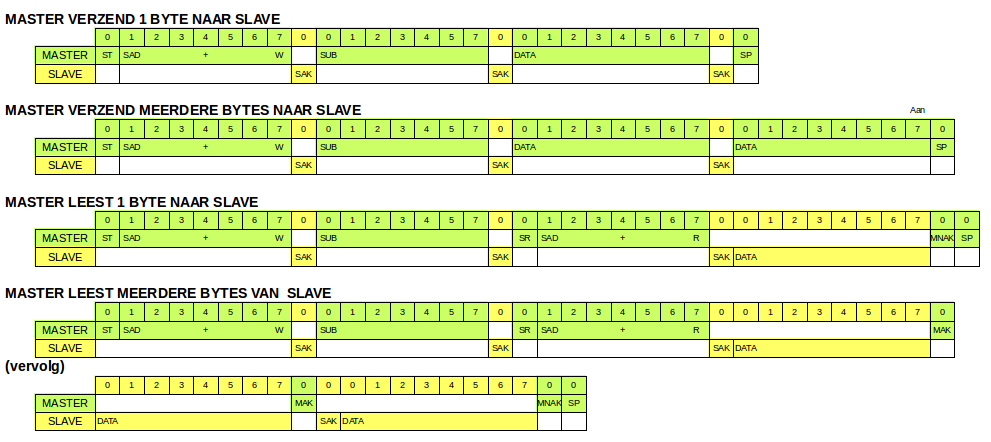 MASTER VERZEND 1 BYTE NAAR SLAVE
0 1 2 3 4 5 6 7 0 0 1 2 3 4 5 7 0 0 1 2 3 4 5 6 7 0 0
MASTER ST SAD + W SUB DATA SP
SLAVE SAK SAK SAK
MASTER VERZEND MEERDERE BYTES NAAR SLAVE Aan
0 1 2 3 4 5 6 7 0 0 1 2 3 4 5 7 0 0 1 2 3 4 5 6 7 0 0 1 2 3 4 5 6 7 0
MASTER ST SAD + W SUB DATA DATA SP
SLAVE SAK SAK SAK
MASTER LEEST 1 BYTE NAAR SLAVE
0 1 2 3 4 5 6 7 0 0 1 2 3 4 5 7 0 0 1 2 3 4 5 6 7 0 0 1 2 3 4 5 6 7 0 0
MASTER ST SAD + W SUB SR SAD + R MNAK SP
SLAVE SAK SAK SAK DATA
MASTER LEEST MEERDERE BYTES VAN SLAVE
0 1 2 3 4 5 6 7 0 0 1 2 3 4 5 7 0 0 1 2 3 4 5 6 7 0 0 1 2 3 4 5 6 7 0
MASTER ST SAD + W SUB SR SAD + R MAK
SLAVE SAK SAK SAK DATA
(vervolg)
0 1 2 3 4 5 6 7 0 0 0 1 2 3 4 5 6 7 0 0
MASTER MAK MNAK SP
SLAVE DATA SAK DATA